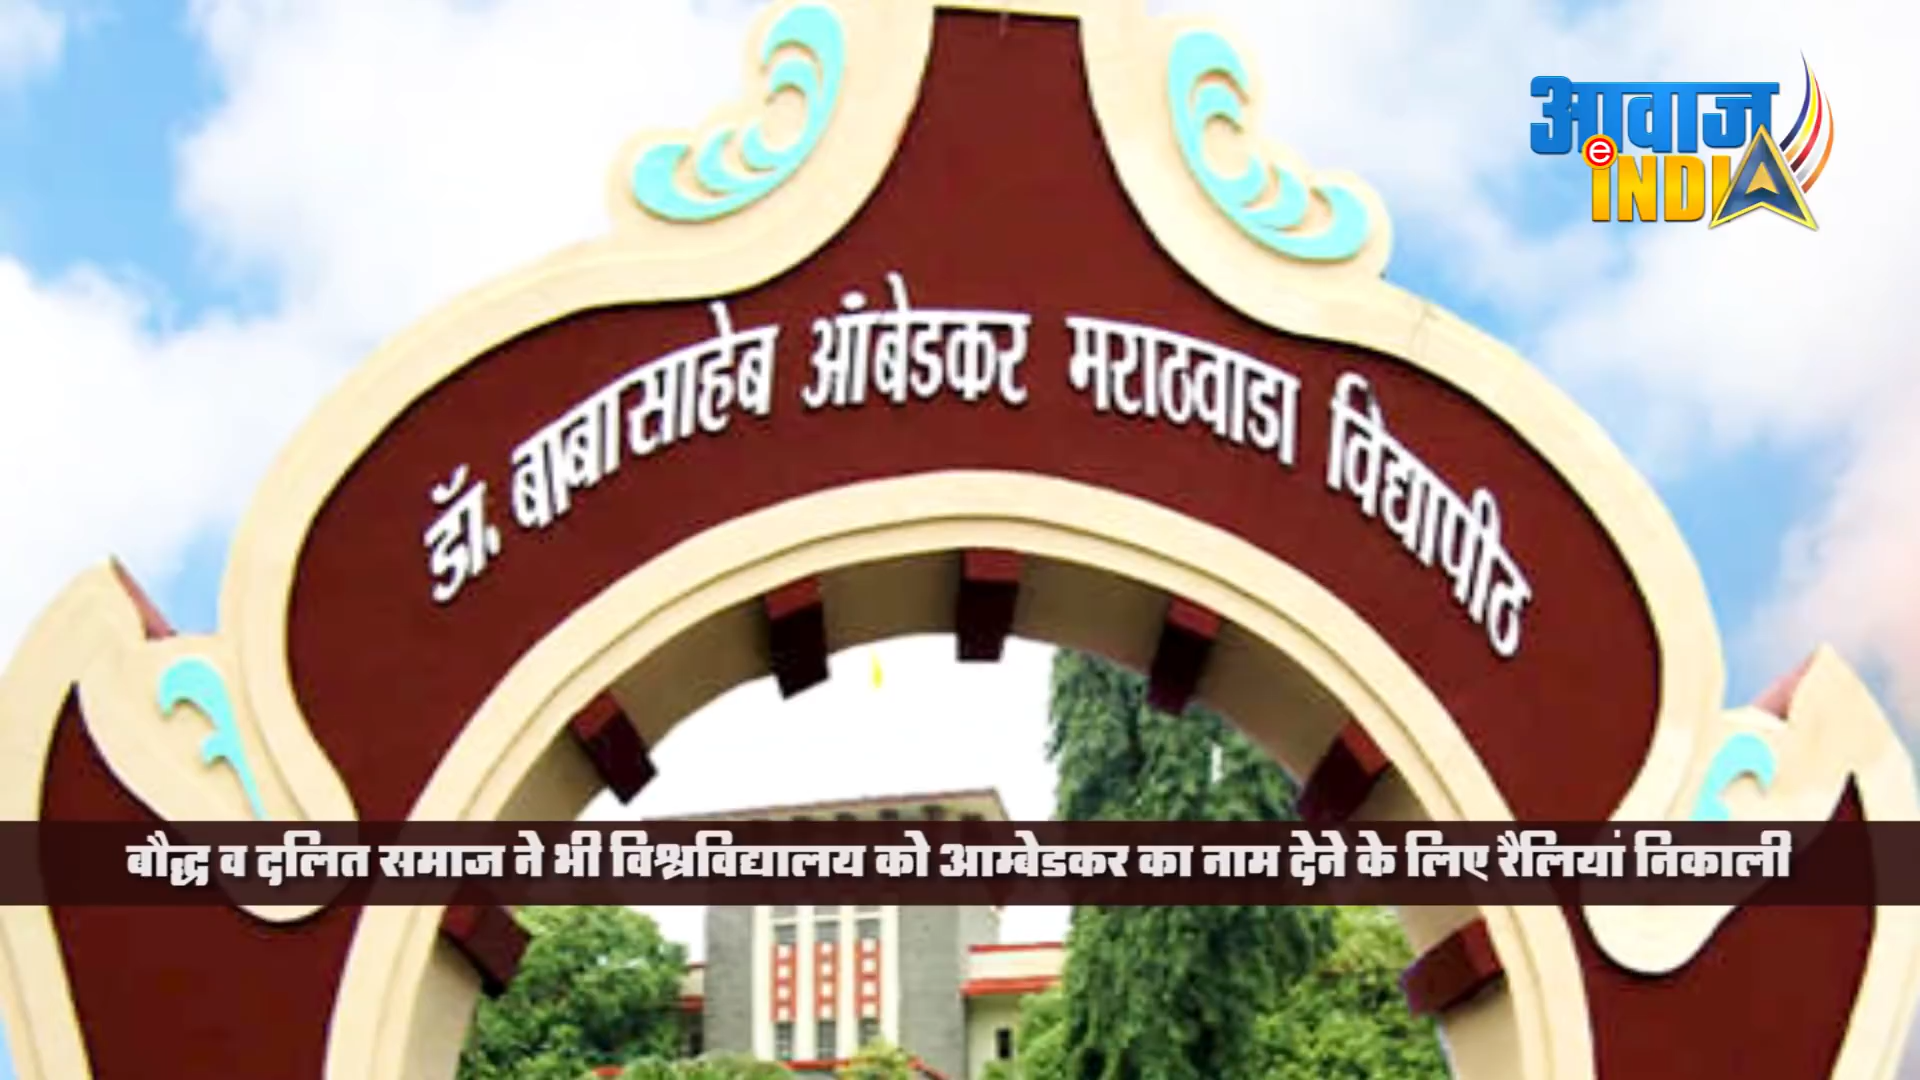 आवाज
e INDIA
डॉ. बाबासाहेब आंबेडकर मराठवाडा विद्यापीठ
बौद्ध व दलित समाज ने भी विश्वविद्यालय को आम्बेडकर का नाम देने के लिए रैलियां निकाली